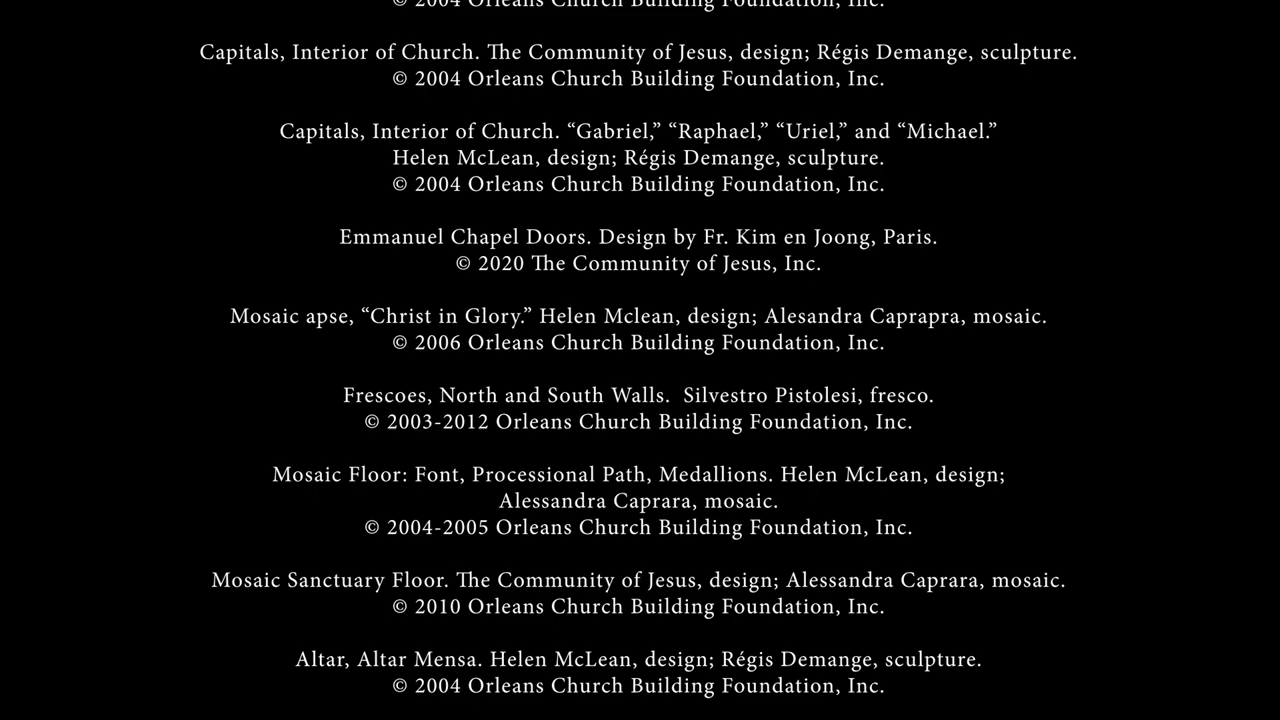 © 2004 Orleans Church Building Foundation, Inc.
Capitals, Interior of Church. The Community of Jesus, design; Régis Demange, sculpture.
© 2004 Orleans Church Building Foundation, Inc.
Capitals, Interior of Church. “Gabriel,” “Raphael,” “Uriel,” and “Michael.”
Helen McLean, design; Régis Demange, sculpture.
© 2004 Orleans Church Building Foundation, Inc.
Emmanuel Chapel Doors. Design by Fr. Kim en Joong, Paris.
© 2020 The Community of Jesus, Inc.
Mosaic apse, “Christ in Glory.” Helen Mclean, design; Alesandra Caprapra, mosaic.
© 2006 Orleans Church Building Foundation, Inc.
Frescoes, North and South Walls.  Silvestro Pistolesi, fresco.
© 2003-2012 Orleans Church Building Foundation, Inc.
Mosaic Floor: Font, Processional Path, Medallions. Helen McLean, design;
Alessandra Caprara, mosaic.
© 2004-2005 Orleans Church Building Foundation, Inc.
Mosaic Sanctuary Floor. The Community of Jesus, design; Alessandra Caprara, mosaic.
© 2010 Orleans Church Building Foundation, Inc.
Altar, Altar Mensa. Helen McLean, design; Régis Demange, sculpture.
© 2004 Orleans Church Building Foundation, Inc.